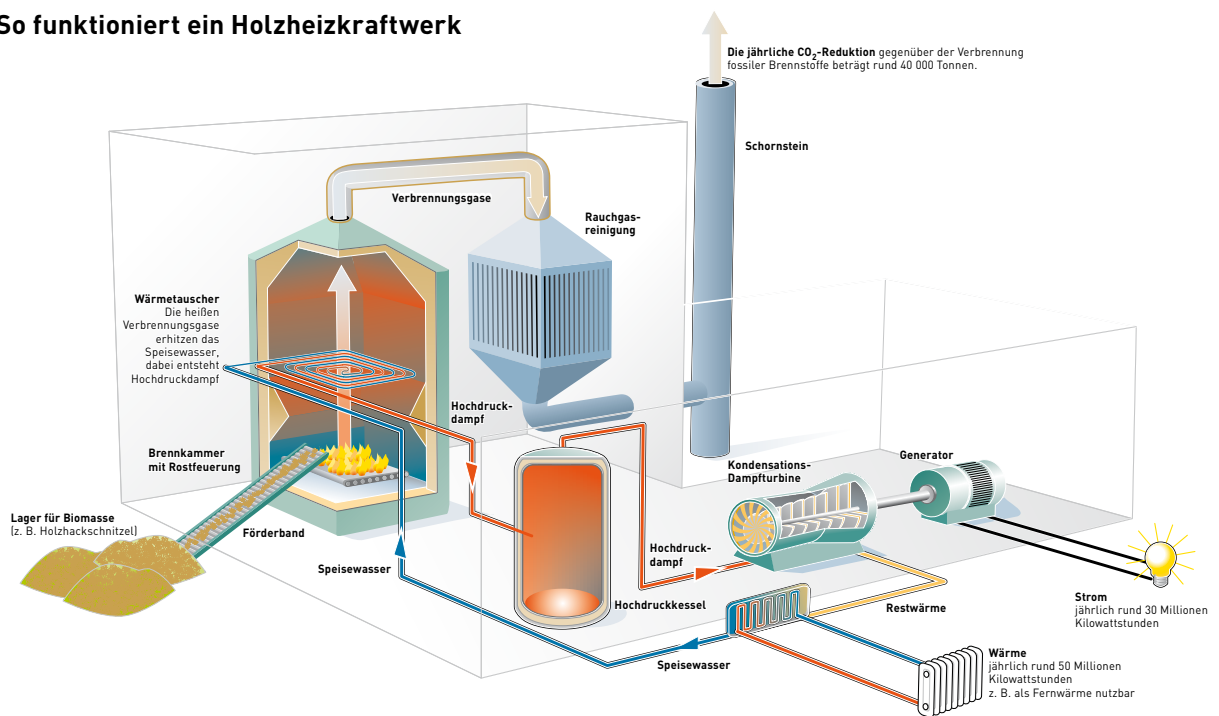 So funktioniert ein Holzheizkraftwerk
Die jährliche CO₂-Reduktion gegenüber der Verbrennung
fossiler Brennstoffe beträgt rund 40 000 Tonnen.
Schornstein
Verbrennungsgase
Rauchgas-
reinigung
Wärmetauscher
Die heißen
Verbrennungsgase
erhitzen das
Speisewasser,
dabei entsteht
Hochdruckdampf
Hochdruck-
dampf
Brennkammer
mit Rostfeuerung
Kondensations-
Dampfturbine
Generator
Lager für Biomasse
(z. B. Holzhackschnitzel)
Förderband
Speisewasser
Hochdruck-
dampf
Hochdruckkessel
Restwärme
Strom
jährlich rund 30 Millionen
Kilowattstunden
Speisewasser
Wärme
jährlich rund 50 Millionen
Kilowattstunden
z. B. als Fernwärme nutzbar